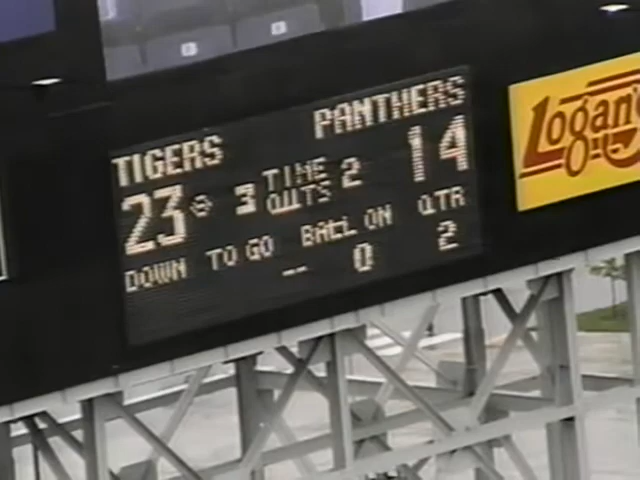 TIGERS PANTHERS
23 3 TIME OUTS 2 14
DOWN TO GO BALL ON QTR
-- 0 2
Logan's